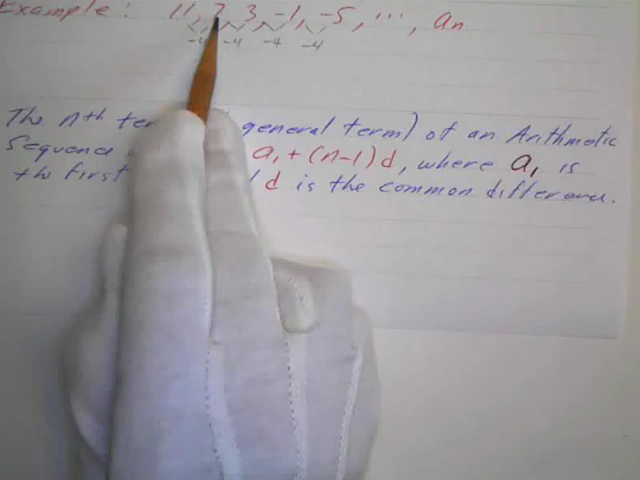 Example: 11, 7, 3, -1, -5, ..., an
-4 -4 -4 -4
The nth general term) of an Arithmetic
Sequence a1 + (n-1)d, where a1 is
the first d is the common difference.